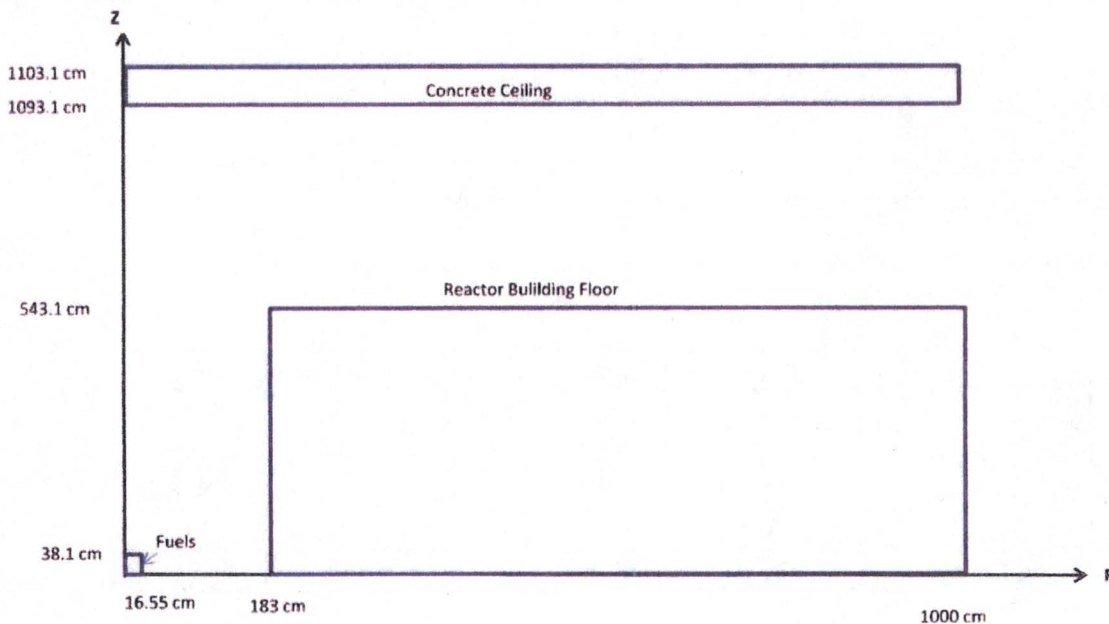 Z
1103.1 cm
Concrete Ceiling
1093.1 cm
Reactor Bulilding Floor
543.1 cm
Fuels
38.1 cm
16.55 cm
183 cm
1000 cm